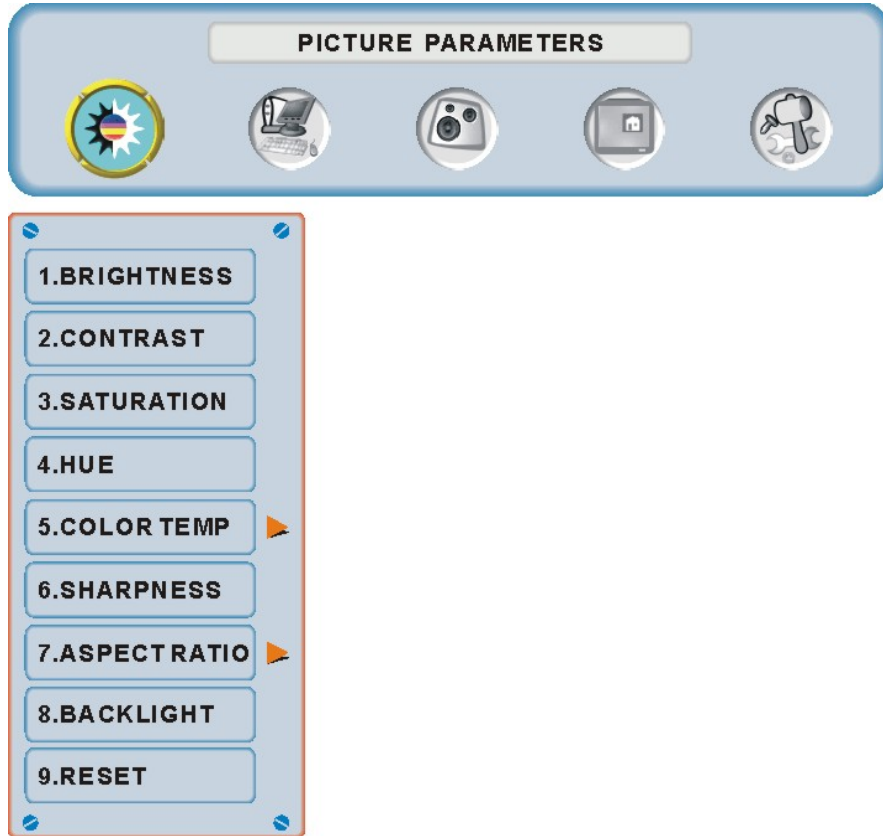 PICTURE PARAMETERS
1.BRIGHTNESS
2.CONTRAST
3.SATURATION
4.HUE
5.COLOR TEMP
6.SHARPNESS
7.ASPECT RATIO
8.BACKLIGHT
9.RESET